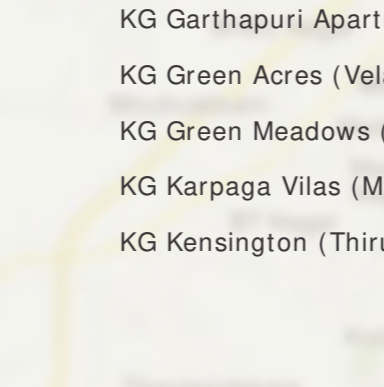 KG Garthapuri Apart
KG Green Acres (Vel
KG Green Meadows (
KG Karpaga Vilas (M
KG Kensington (Thiru